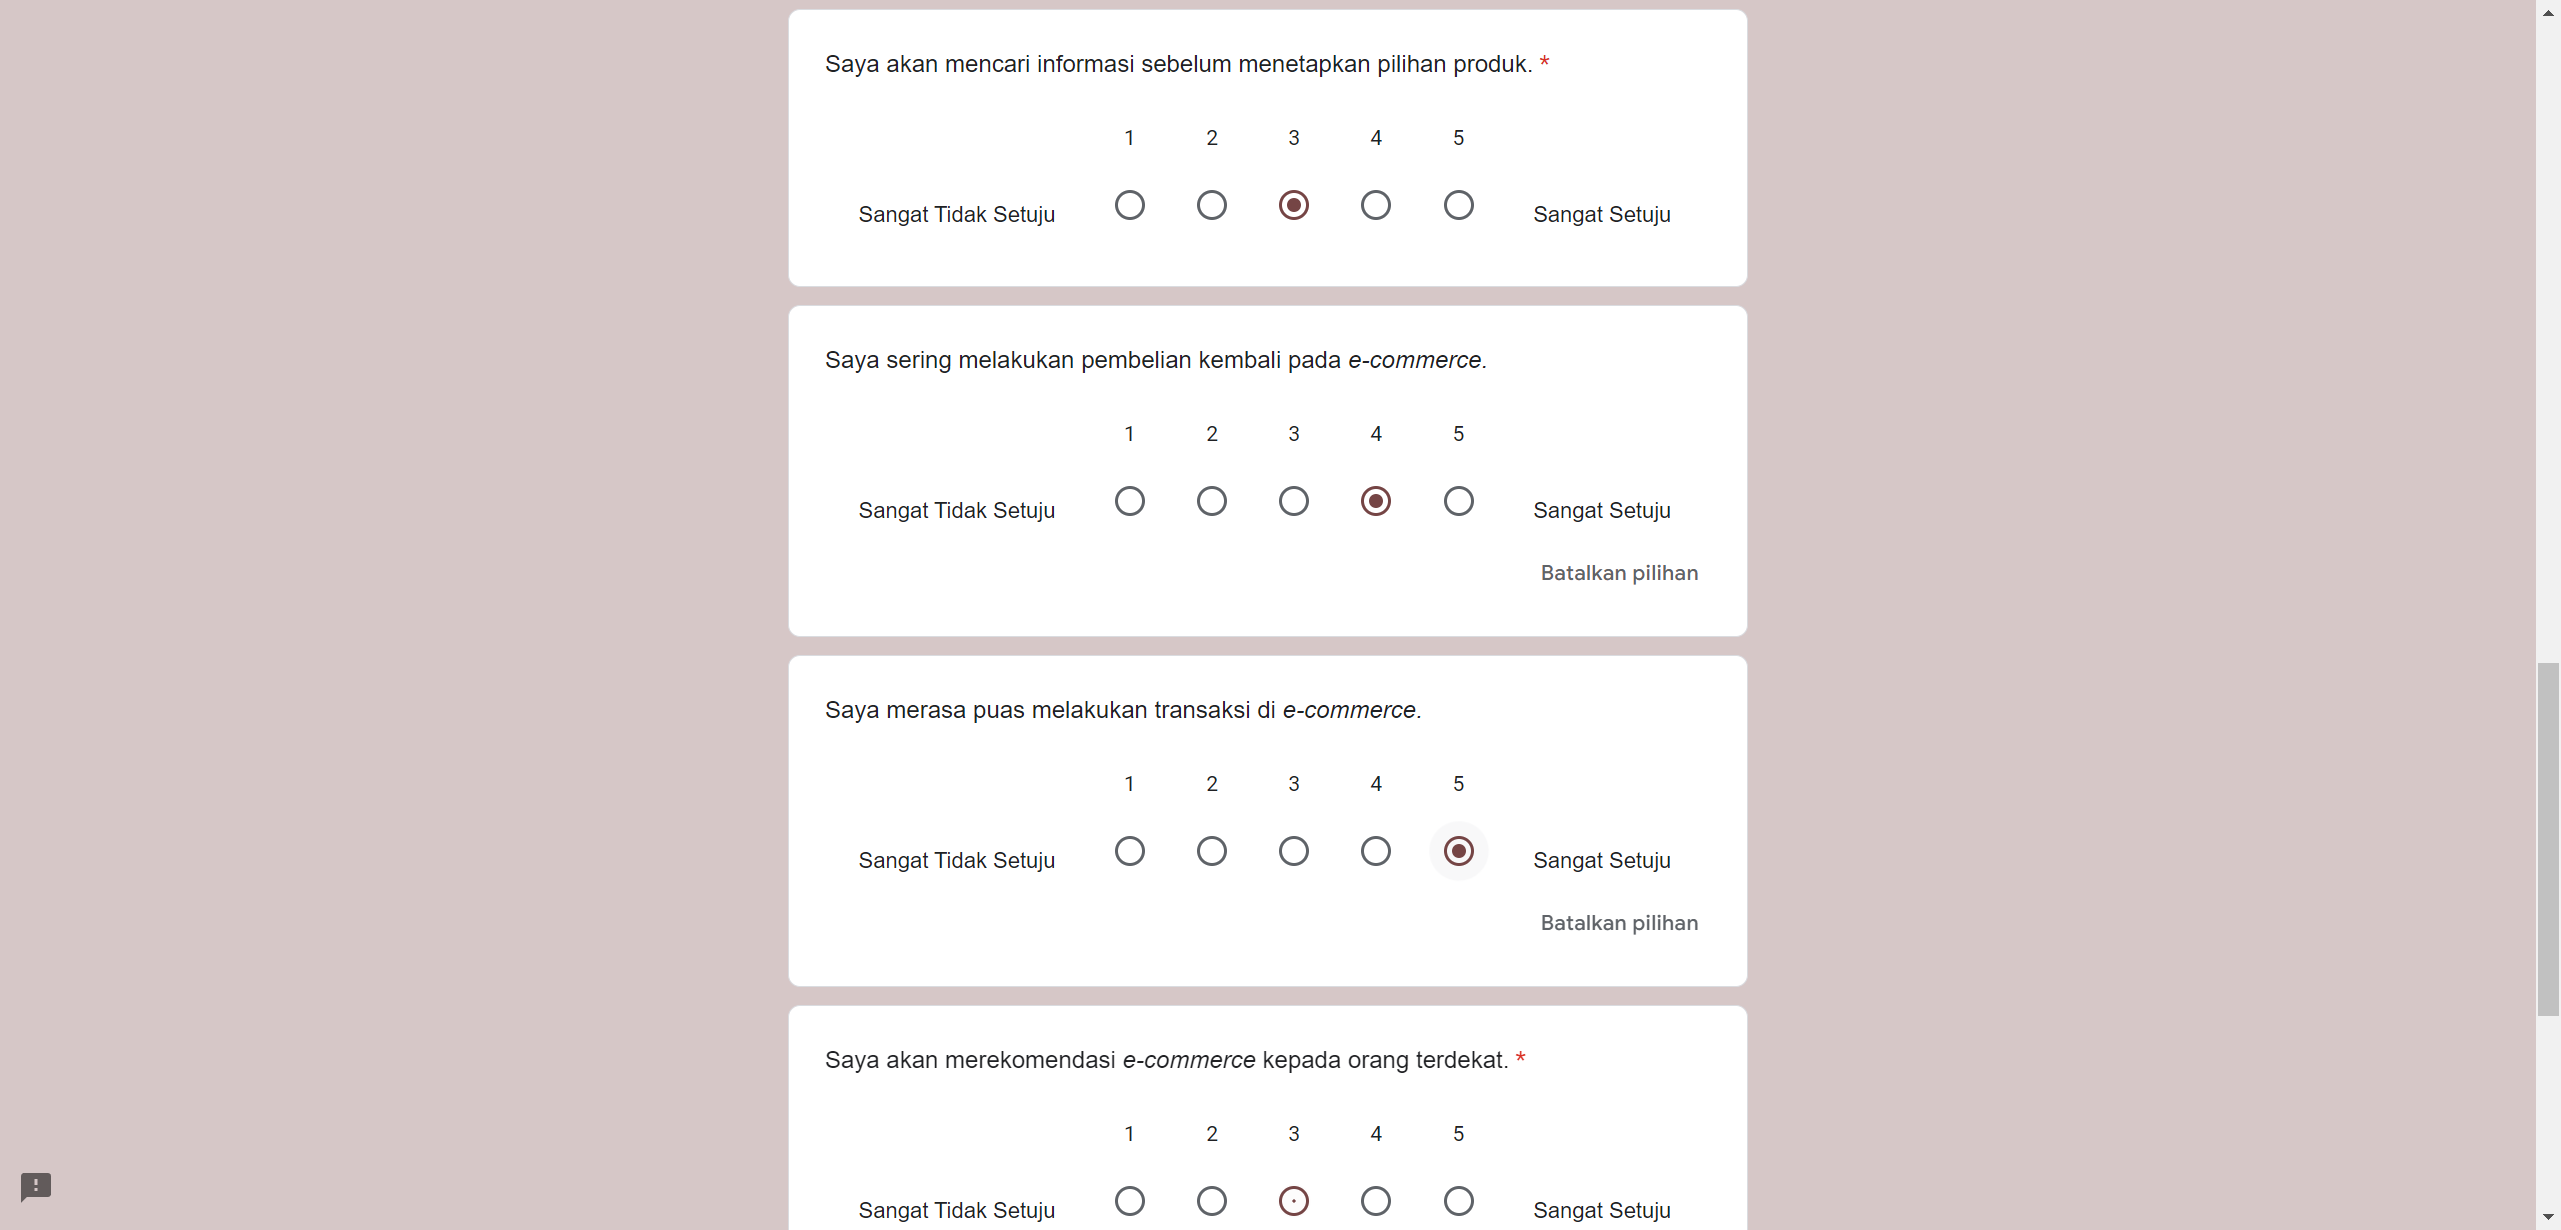 Saya akan mencari informasi sebelum menetapkan pilihan produk. *
1 2 3 4 5
Sangat Tidak Setuju Sangat Setuju
Saya sering melakukan pembelian kembali pada e-commerce.
1 2 3 4 5
Sangat Tidak Setuju Sangat Setuju
Batalkan pilihan
Saya merasa puas melakukan transaksi di e-commerce.
1 2 3 4 5
Sangat Tidak Setuju Sangat Setuju
Batalkan pilihan
Saya akan merekomendasi e-commerce kepada orang terdekat. *
1 2 3 4 5
Sangat Tidak Setuju Sangat Setuju